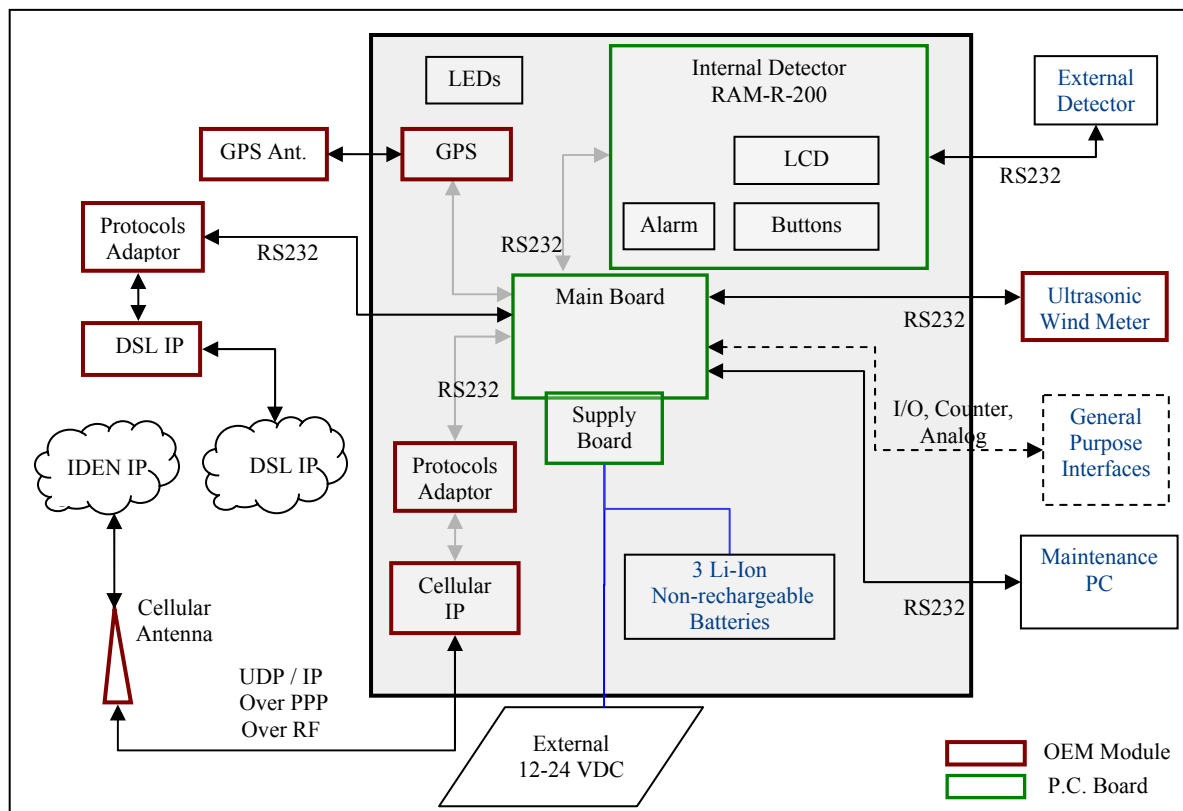 LEDs
Internal Detector
RAM-R-200
External
Detector
GPS Ant.
GPS
LCD
RS232
Protocols
Adaptor
Alarm
Buttons
RS232
RS232
Main Board
Ultrasonic
Wind Meter
RS232
DSL IP
RS232
I/O, Counter,
Analog
General
Purpose
Interfaces
Supply
Board
IDEN IP
DSL IP
Protocols
Adaptor
Cellular
IP
3 Li-Ion
Non-rechargeable
Batteries
Maintenance
PC
RS232
Cellular
Antenna
UDP / IP
Over PPP
Over RF
External
12-24 VDC
OEM Module
P.C. Board